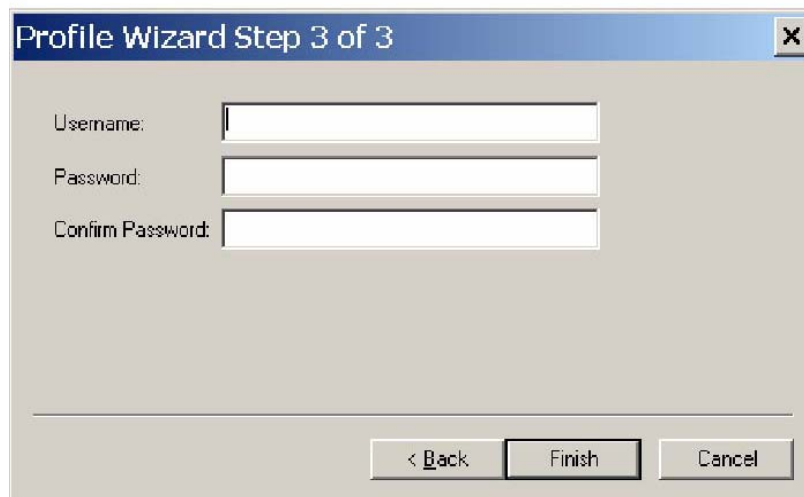 Profile Wizard Step 3 of 3
Username:
Password:
Confirm Password:
< Back Finish Cancel